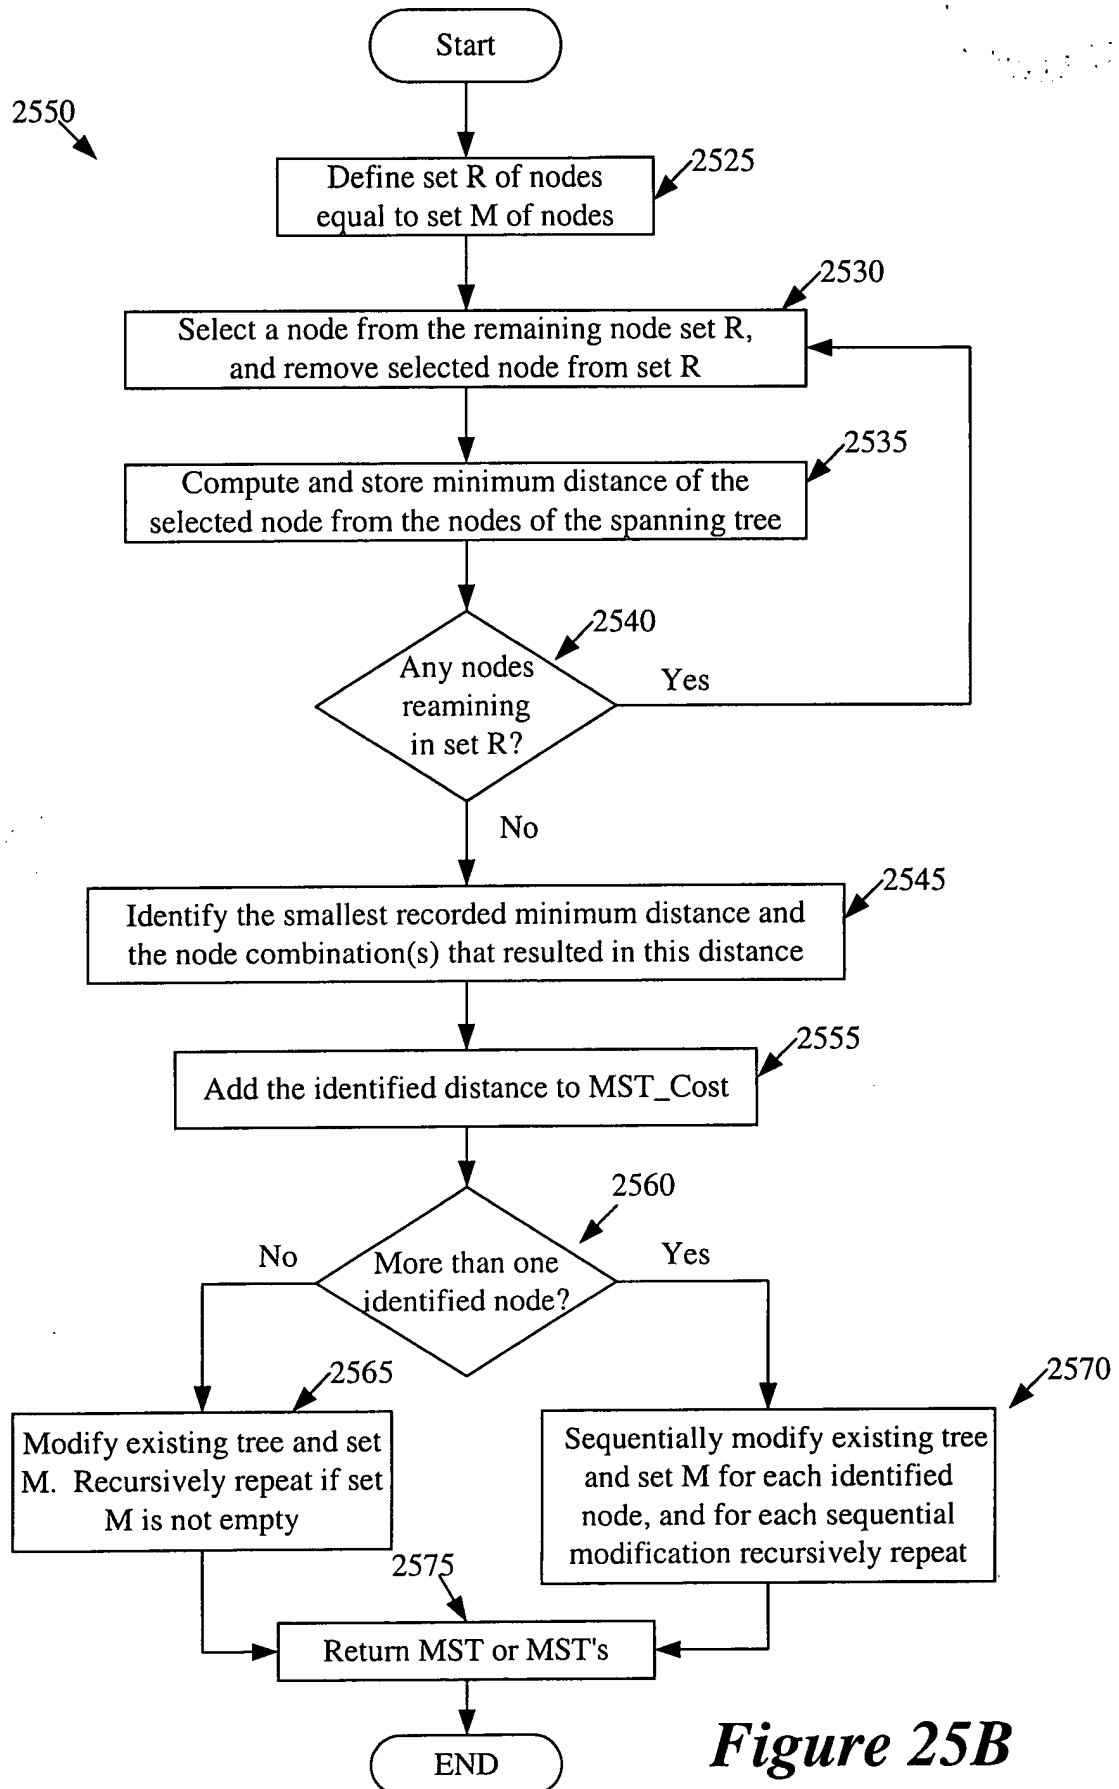 Start
2550
2525
Define set R of nodes
equal to set M of nodes
2530
Select a node from the remaining node set R,
and remove selected node from set R
2535
Compute and store minimum distance of the
selected node from the nodes of the spanning tree
2540
Any nodes
reamining
in set R?
Yes
No
2545
Identify the smallest recorded minimum distance and
the node combination(s) that resulted in this distance
2555
Add the identified distance to MST_Cost
2560
No
More than one
identified node?
Yes
2565
Modify existing tree and set
M. Recursively repeat if set
M is not empty
2570
Sequentially modify existing tree
and set M for each identified
node, and for each sequential
modification recursively repeat
2575
Return MST or MST's
END
Figure 25B